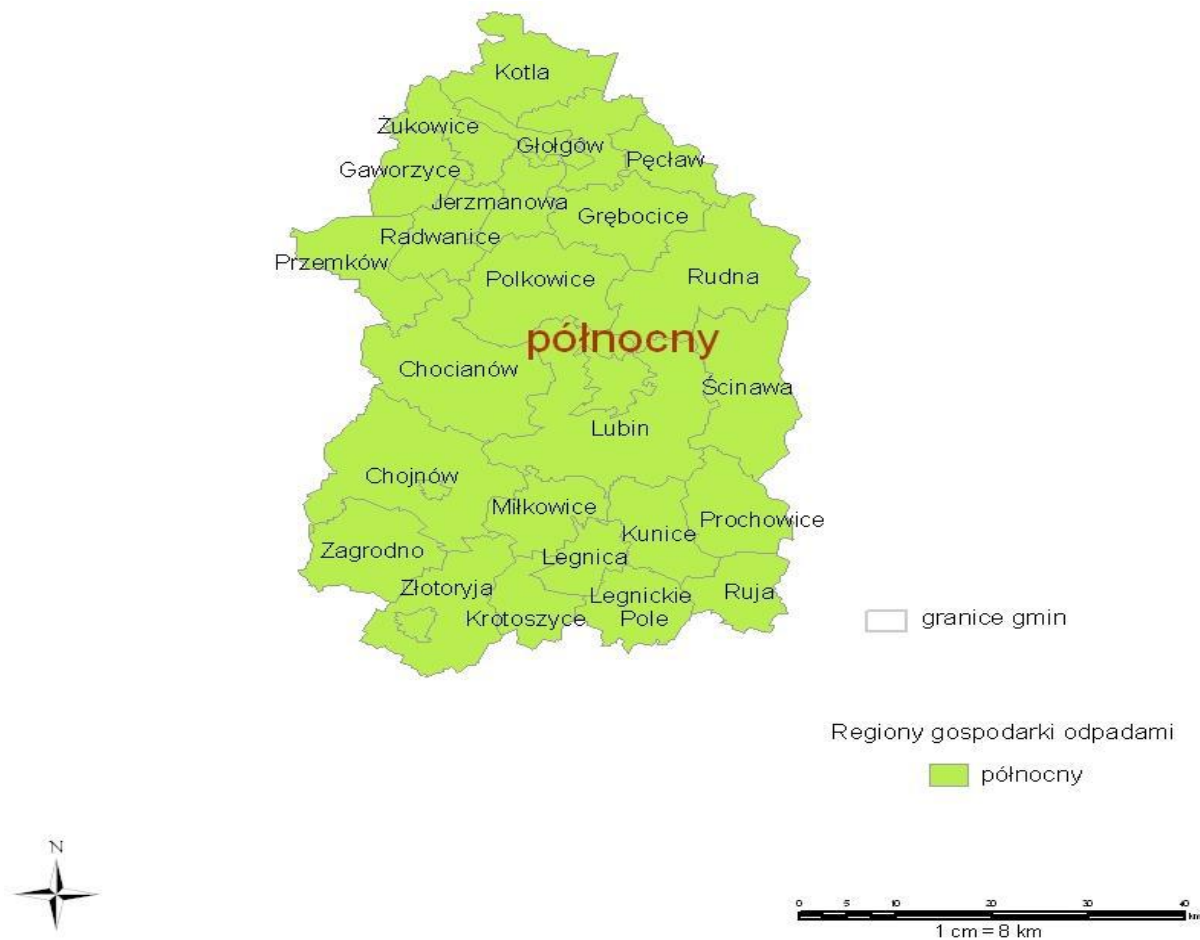 Kotla
Żukowice
Głołgów
Pęcław
Gaworzyce
Jerzmanowa
Grębocice
Radwanice
Przemków
Polkowice
Rudna
północny
Chocianów
Ścinawa
Lubin
Chojnów
Miłkowice
Prochowice
Kunice
Zagrodno
Legnica
Złotoryja
Legnickie
Pole
Ruja
Krotoszyce
granice gmin
Regiony gospodarki odpadami
północny
N
0 5 10 20 30 40
km
1 cm = 8 km